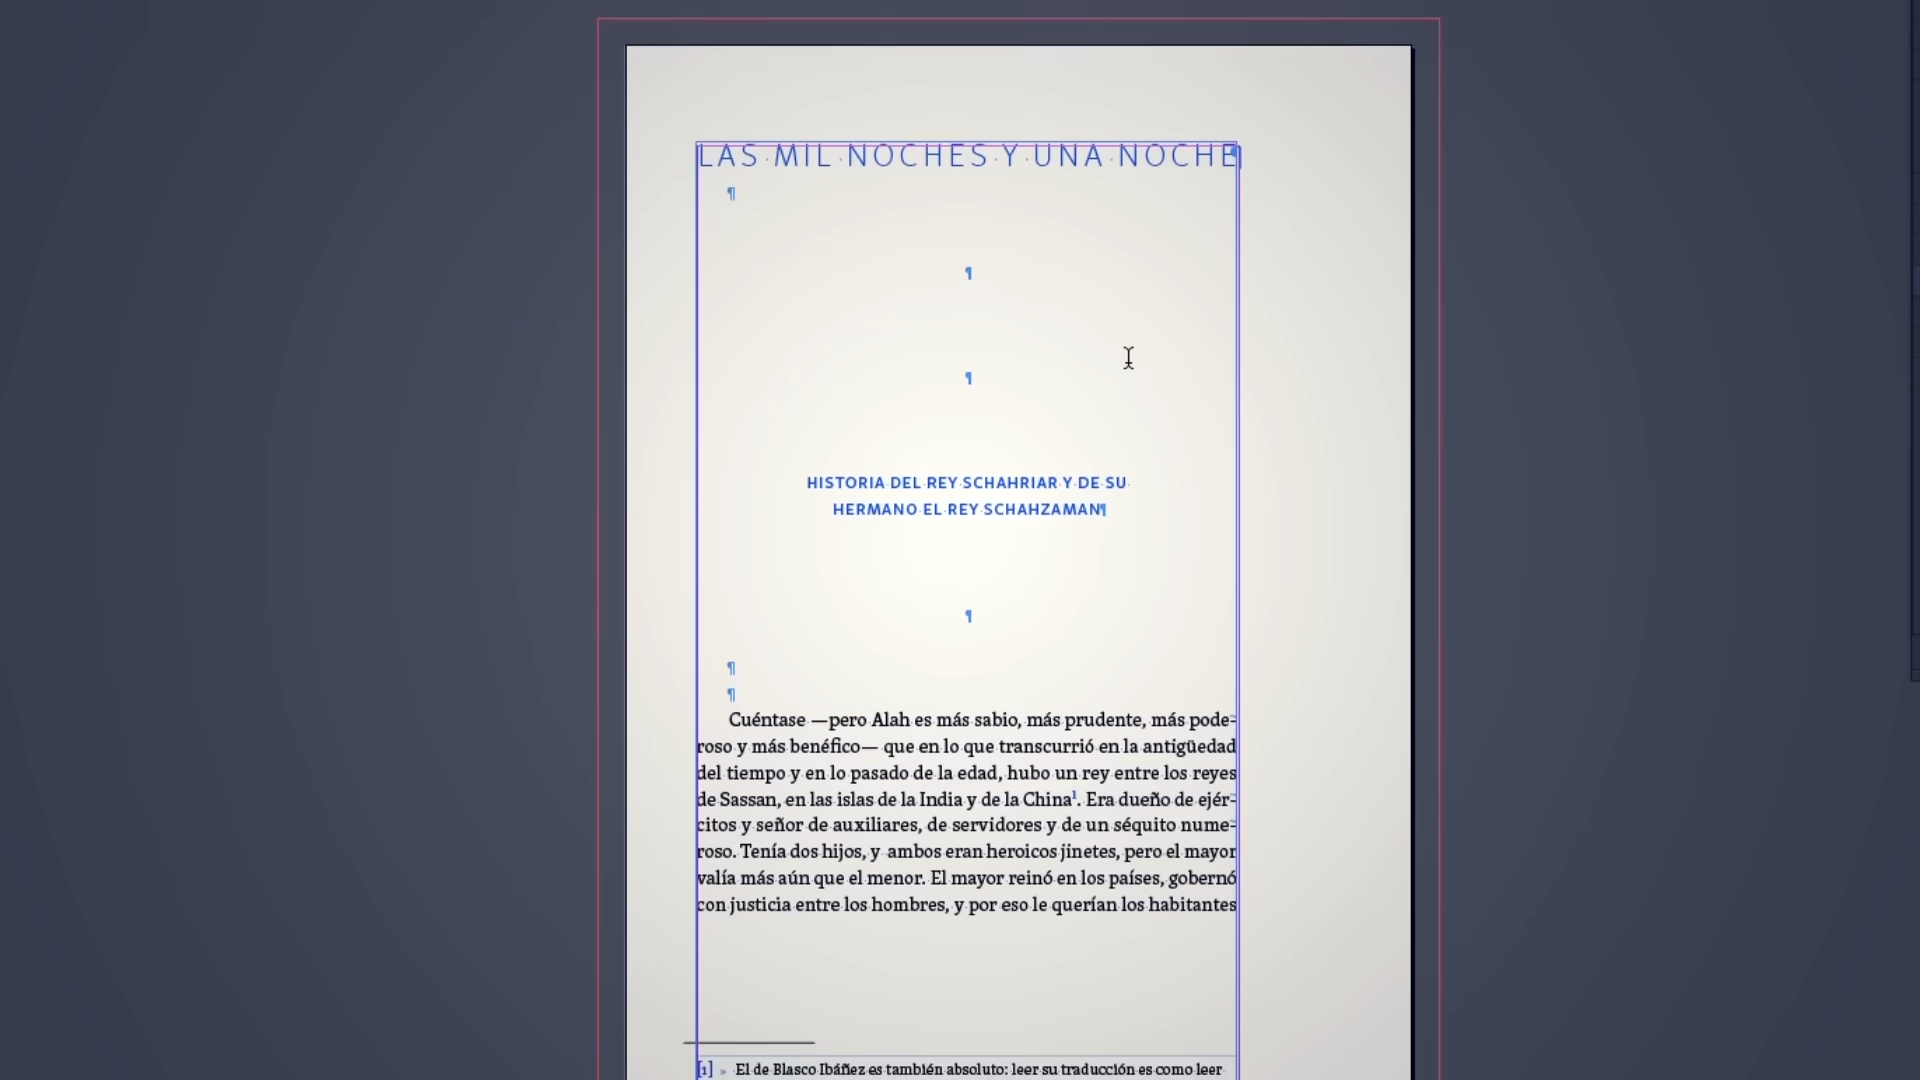 LAS MIL NOCHES Y UNA NOCHE
HISTORIA DEL REY SCHAHRIAR Y DE SU
HERMANO EL REY SCHAHZAMAN
Cuéntase —pero Alah es más sabio, más prudente, más pode-
roso y más benéfico— que en lo que transcurrió en la antigüedad
del tiempo y en lo pasado de la edad, hubo un rey entre los reyes
de Sassan, en las islas de la India y de la China¹. Era dueño de ejér-
citos y señor de auxiliares, de servidores y de un séquito nume-
roso. Tenía dos hijos, y ambos eran heroicos jinetes, pero el mayor
valía más aún que el menor. El mayor reinó en los países, gobernó
con justicia entre los hombres, y por eso le querían los habitantes
[1] El de Blasco Ibáñez es también absoluto: leer su traducción es como leer